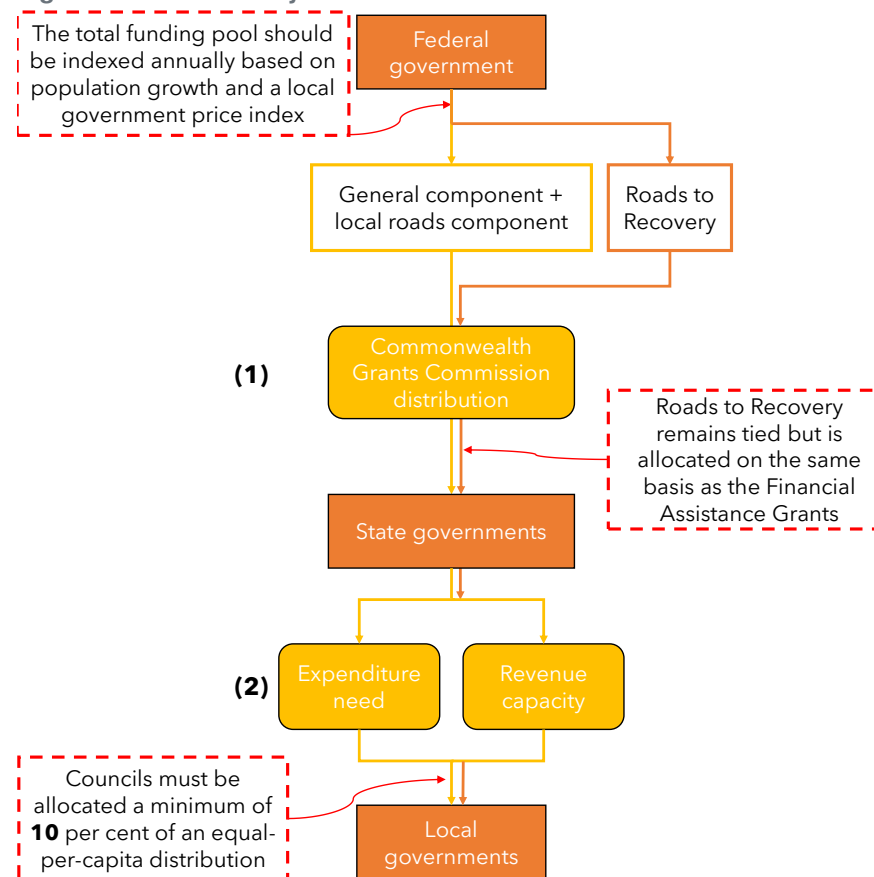 The total funding pool should
be indexed annually based on
population growth and a local
government price index
Federal
government
General component +
local roads component
Roads to
Recovery
(1)
Commonwealth
Grants Commission
distribution
Roads to Recovery
remains tied but is
allocated on the same
basis as the Financial
Assistance Grants
State governments
(2)
Expenditure
need
Revenue
capacity
Councils must be
allocated a minimum of
10 per cent of an equal-
per-capita distribution
Local
governments